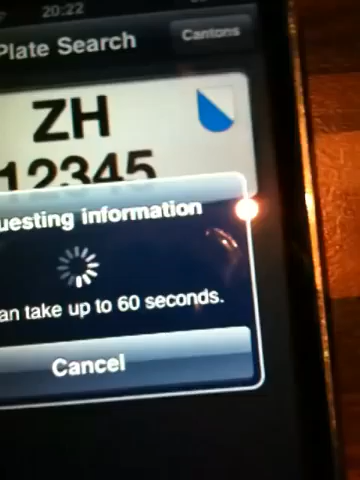 20:22
Plate Search
Cantons
ZH
12345
uesting information
an take up to 60 seconds.
Cancel